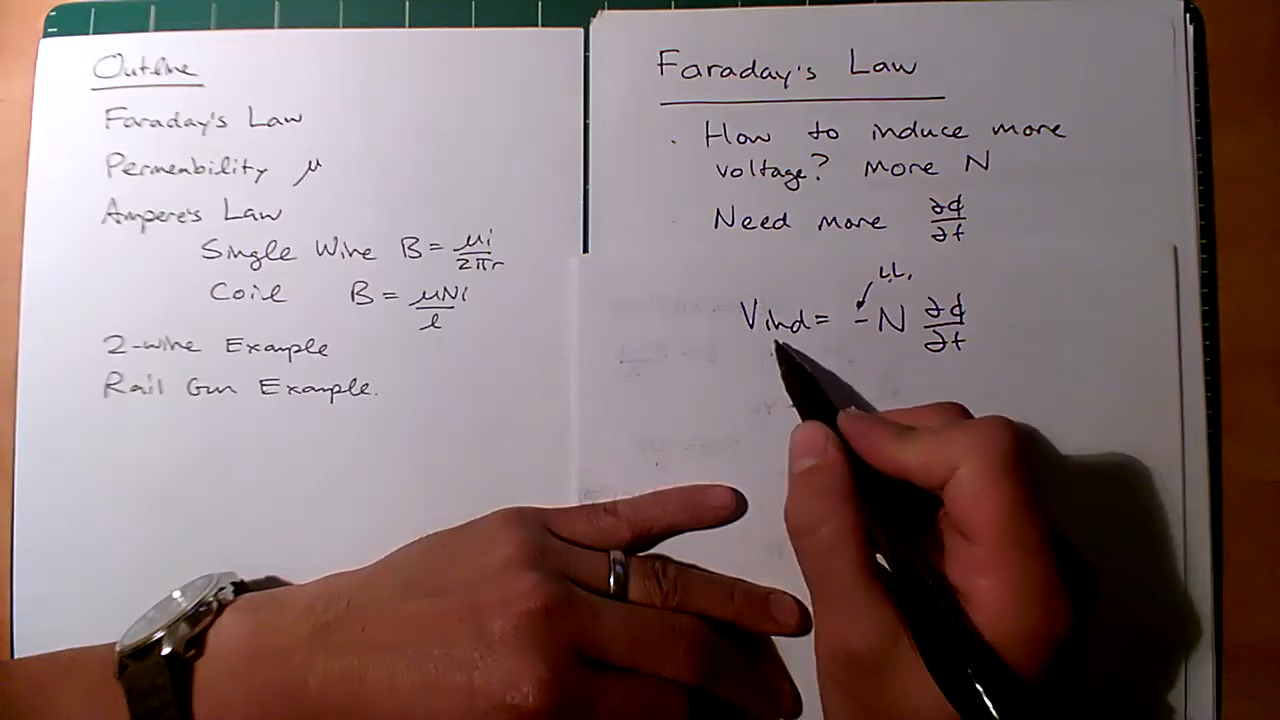 Outline
Faraday's Law
Permeability μ
Ampere's Law
Single Wire B = μi/2πr
Coil B = μNi/l
2-wire Example
Rail Gun Example.
Faraday's Law
. How to induce more
voltage? more N
Need more ∂ϕ/∂t
L.L.
Vind = -N ∂ϕ/∂t